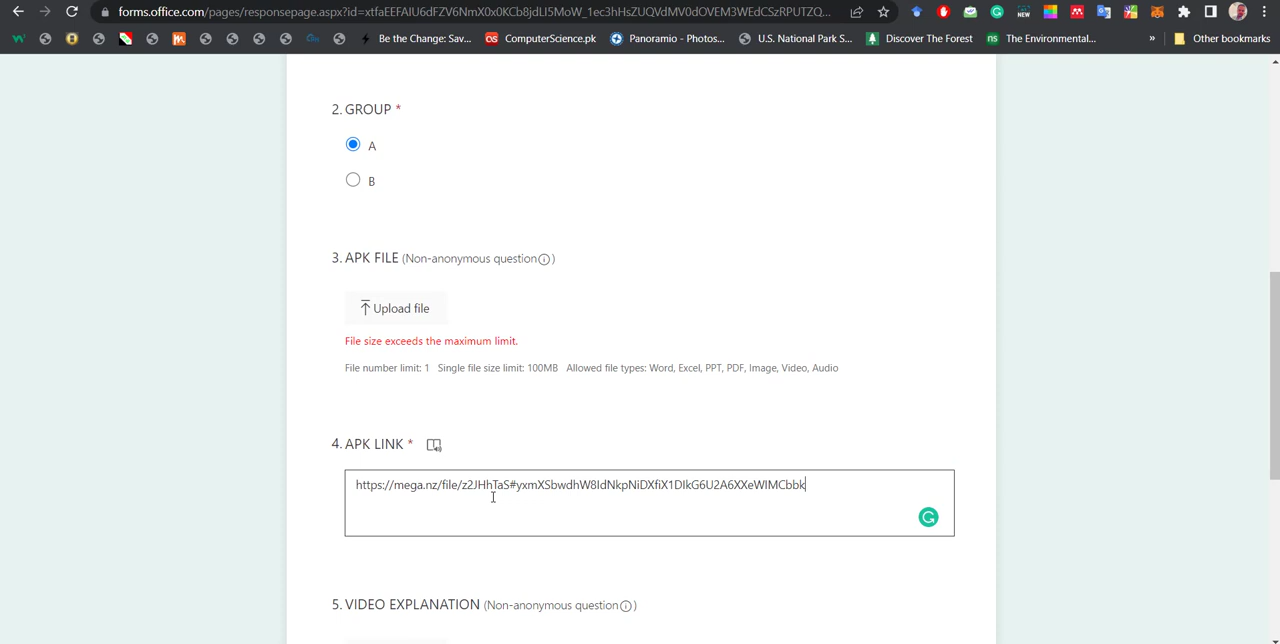 forms.office.com/pages/responsepage.aspx?id=xtfaEEFAIU6dFZV6NmX0x0KCb8jdLI5MoW_1ec3hHsZUQVdMV0dOVEM3WEdCSzRPUTZQ...
Be the Change: Sav... ComputerScience.pk Panoramio - Photos... U.S. National Park S... Discover The Forest The Environmental... » Other bookmarks
2. GROUP *
A
B
3. APK FILE (Non-anonymous question)
Upload file
File size exceeds the maximum limit.
File number limit: 1 Single file size limit: 100MB Allowed file types: Word, Excel, PPT, PDF, Image, Video, Audio
4. APK LINK *
https://mega.nz/file/z2JHhTaS#yxmXSbwdhW8IdNkpNiDXfiX1DIkG6U2A6XXeWIMCbbk
5. VIDEO EXPLANATION (Non-anonymous question)